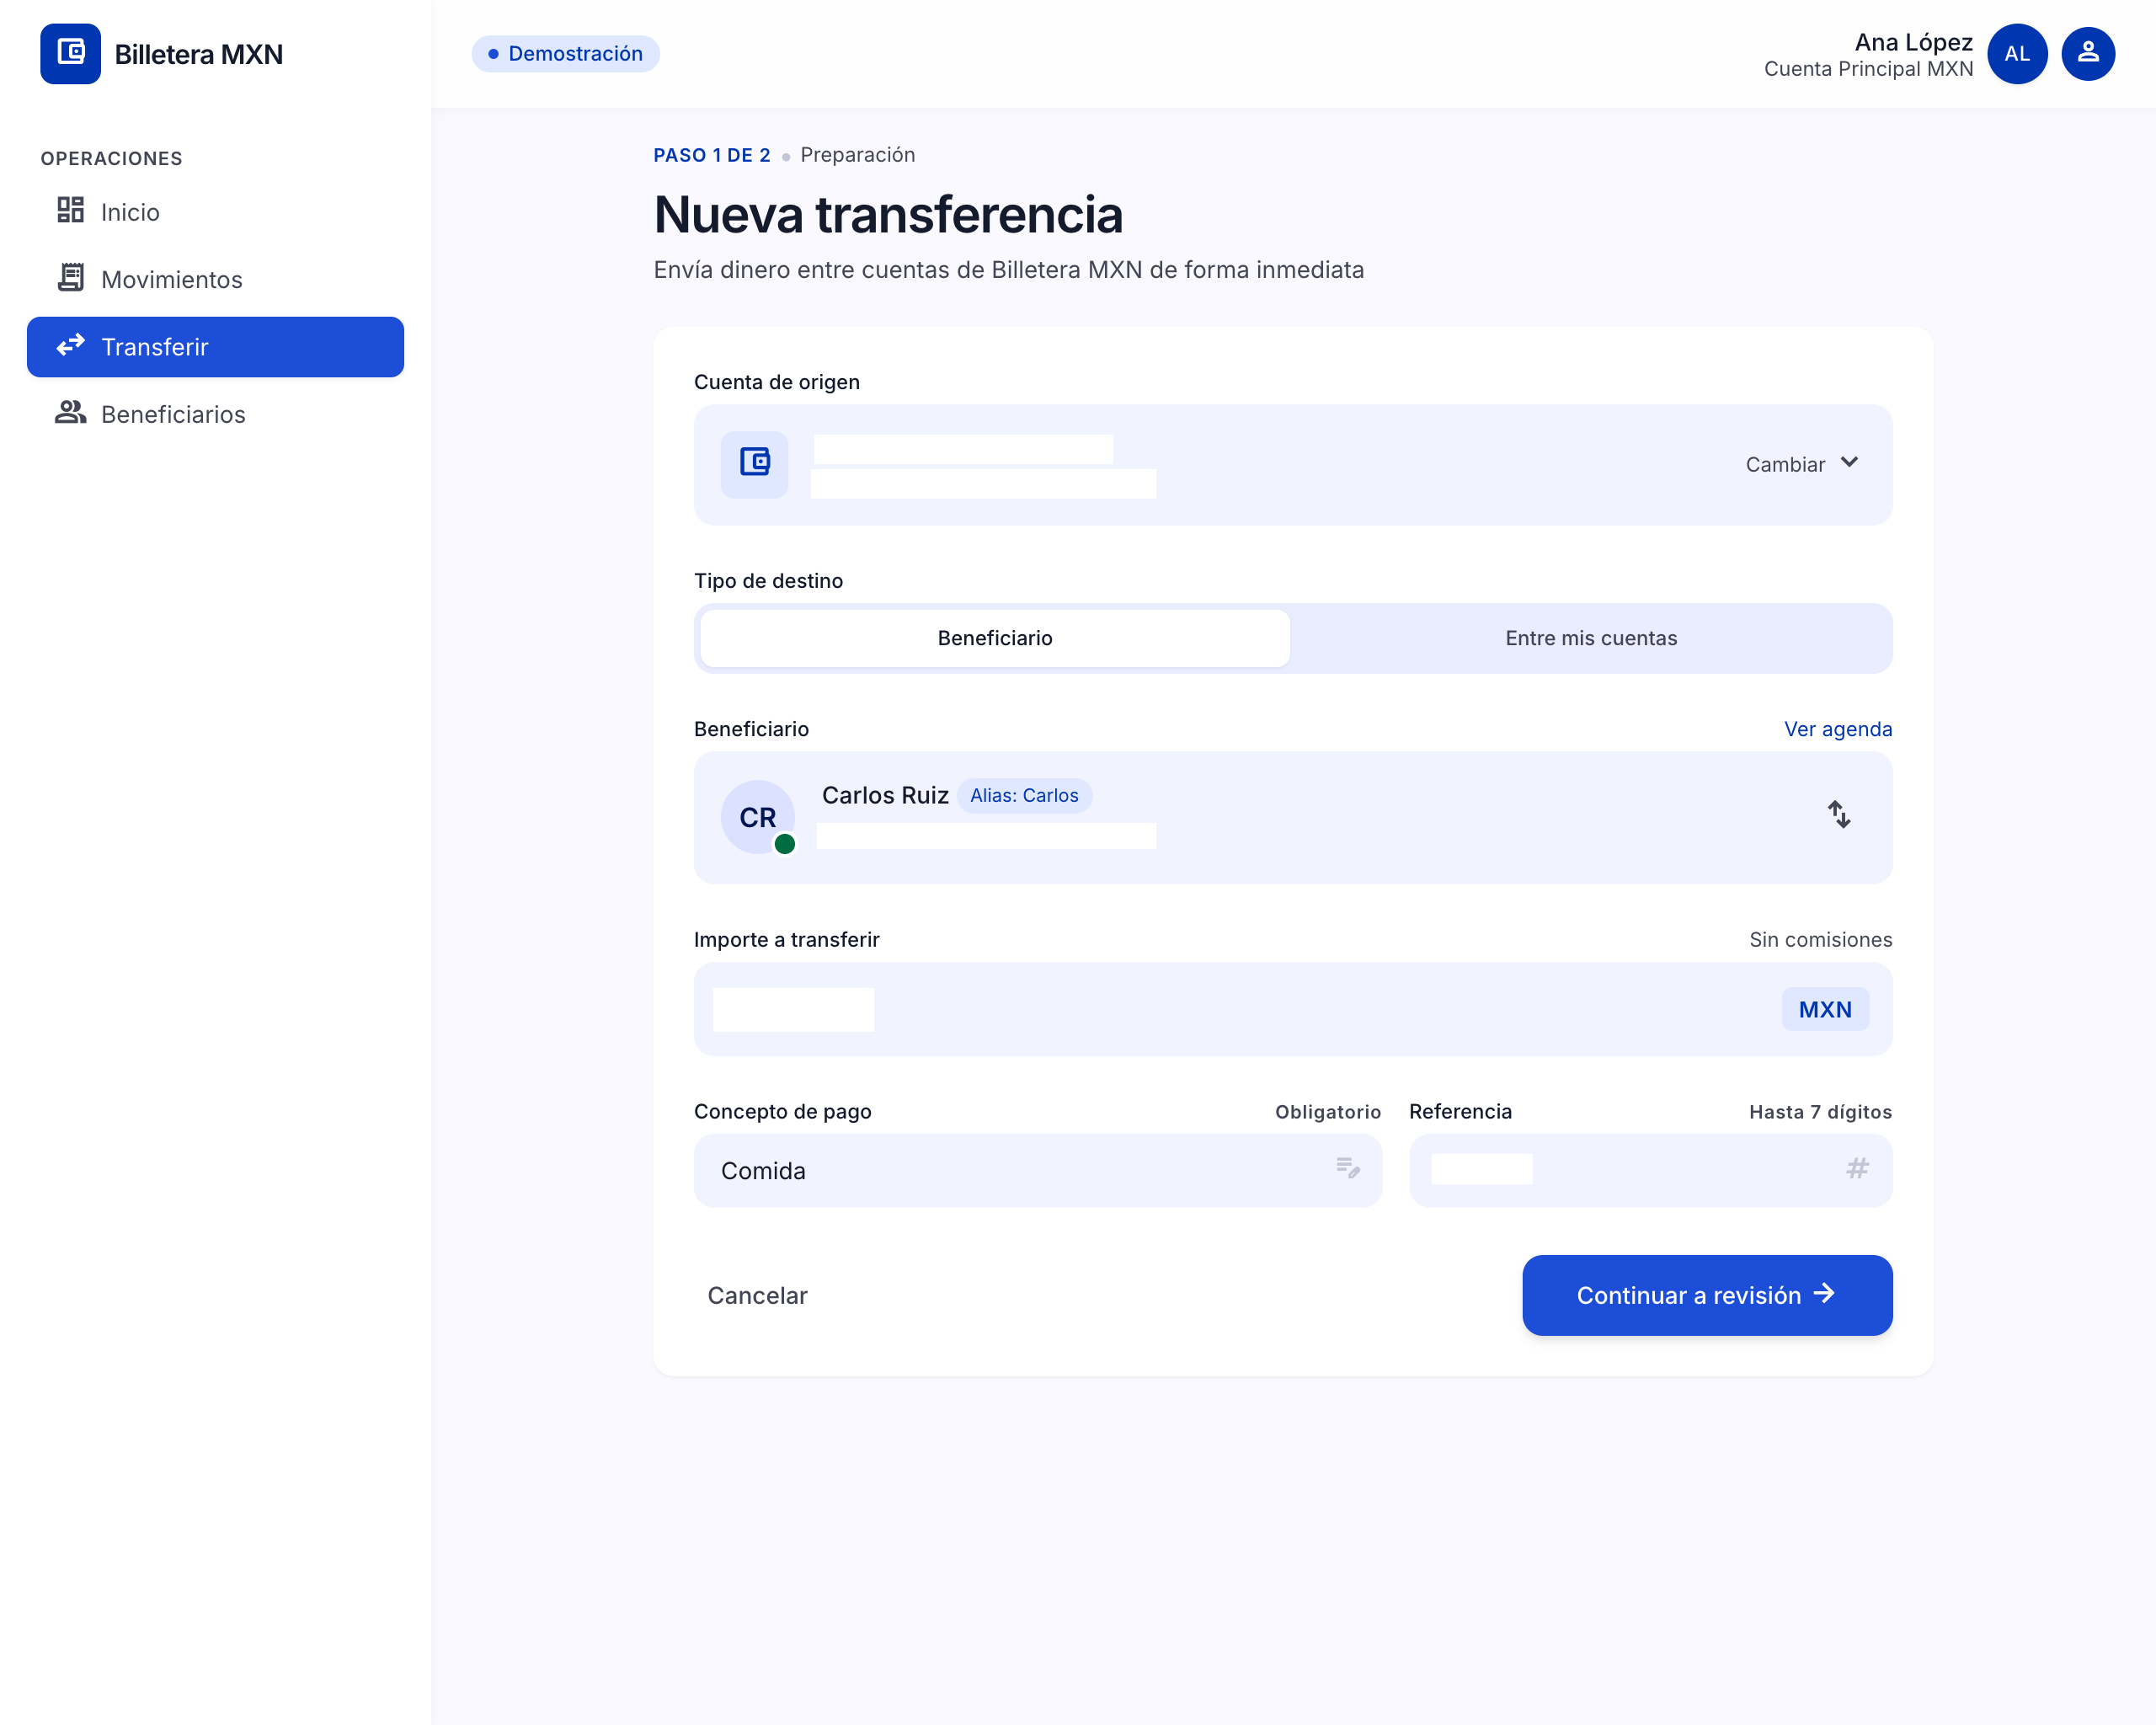 Billetera MXN
Demostración
Ana López
Cuenta Principal MXN
AL
OPERACIONES
Inicio
Movimientos
Transferir
Beneficiarios
PASO 1 DE 2 • Preparación
Nueva transferencia
Envía dinero entre cuentas de Billetera MXN de forma inmediata
Cuenta de origen
Cambiar
Tipo de destino
Beneficiario
Entre mis cuentas
Beneficiario
Ver agenda
CR
Carlos Ruiz
Alias: Carlos
Importe a transferir
Sin comisiones
MXN
Concepto de pago
Obligatorio
Referencia
Hasta 7 dígitos
Comida
#
Cancelar
Continuar a revisión